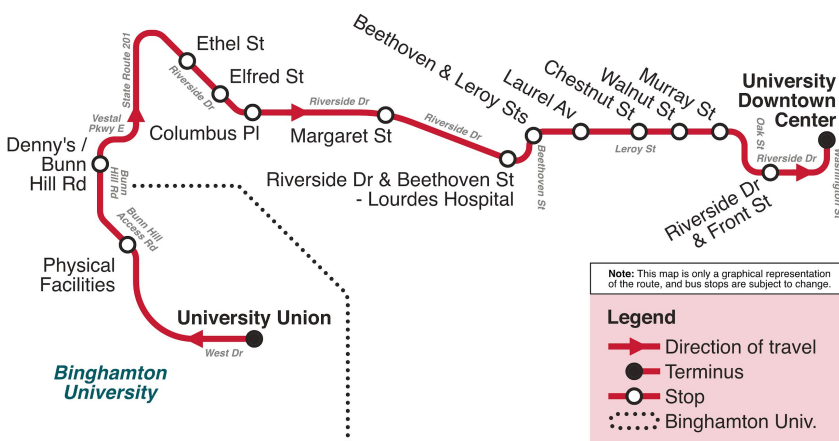 Ethel St
Elfred St
Columbus Pl
Margaret St
State Route 201
Riverside Dr
Riverside Dr
Riverside Dr
Vestal
Pkwy E
Denny's /
Bunn
Hill Rd
Bunn
Hill Rd
Bunn Hill
Access Rd
Physical
Facilities
University Union
West Dr
Binghamton
University
Riverside Dr & Beethoven St
- Lourdes Hospital
Beethoven & Leroy Sts
Beethoven St
Laurel Av
Chestnut St
Walnut St
Murray St
Leroy St
Oak St
Riverside Dr
Riverside Dr
& Front St
University
Downtown
Center
Washington St
Note: This map is only a graphical representation
of the route, and bus stops are subject to change.
Legend
Direction of travel
Terminus
Stop
Binghamton Univ.